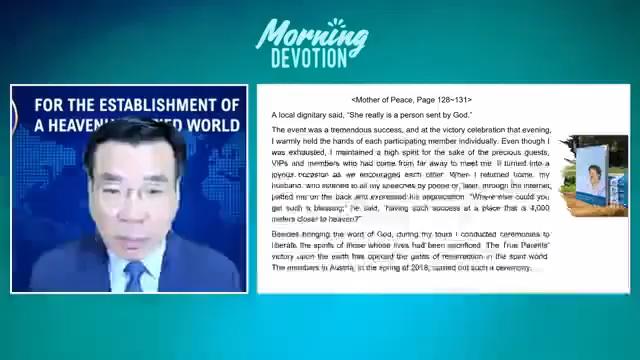 Morning
DEVOTION
FOR THE ESTABLISHMENT OF
A HEAVENLY UNIFIED WORLD
<Mother of Peace, Page 128~131>
A local dignitary said, "She really is a person sent by God."
The event was a tremendous success, and at the victory celebration that evening,
I warmly held the hands of each participating member individually. Even though I
was exhausted, I maintained a high spirit for the sake of the precious guests,
VIPs and members who had come from far away to meet me. It turned into a
joyous occasion as we encouraged each other. When I returned home, my
husband, who listened to all my speeches by phone or, later, through the internet,
patted me on the back and expressed his appreciation. "Where else could you
get such a blessing," he said, "having such success at a place that is 4,000
meters closer to heaven?"
Besides bringing the word of God, during my tours I conducted ceremonies to
liberate the spirits of those whose lives had been sacrificed. The True Parents'
victory upon the earth has opened the gates of resurrection in the spirit world.
The members in Austria, in the spring of 2018, carried out such a ceremony.